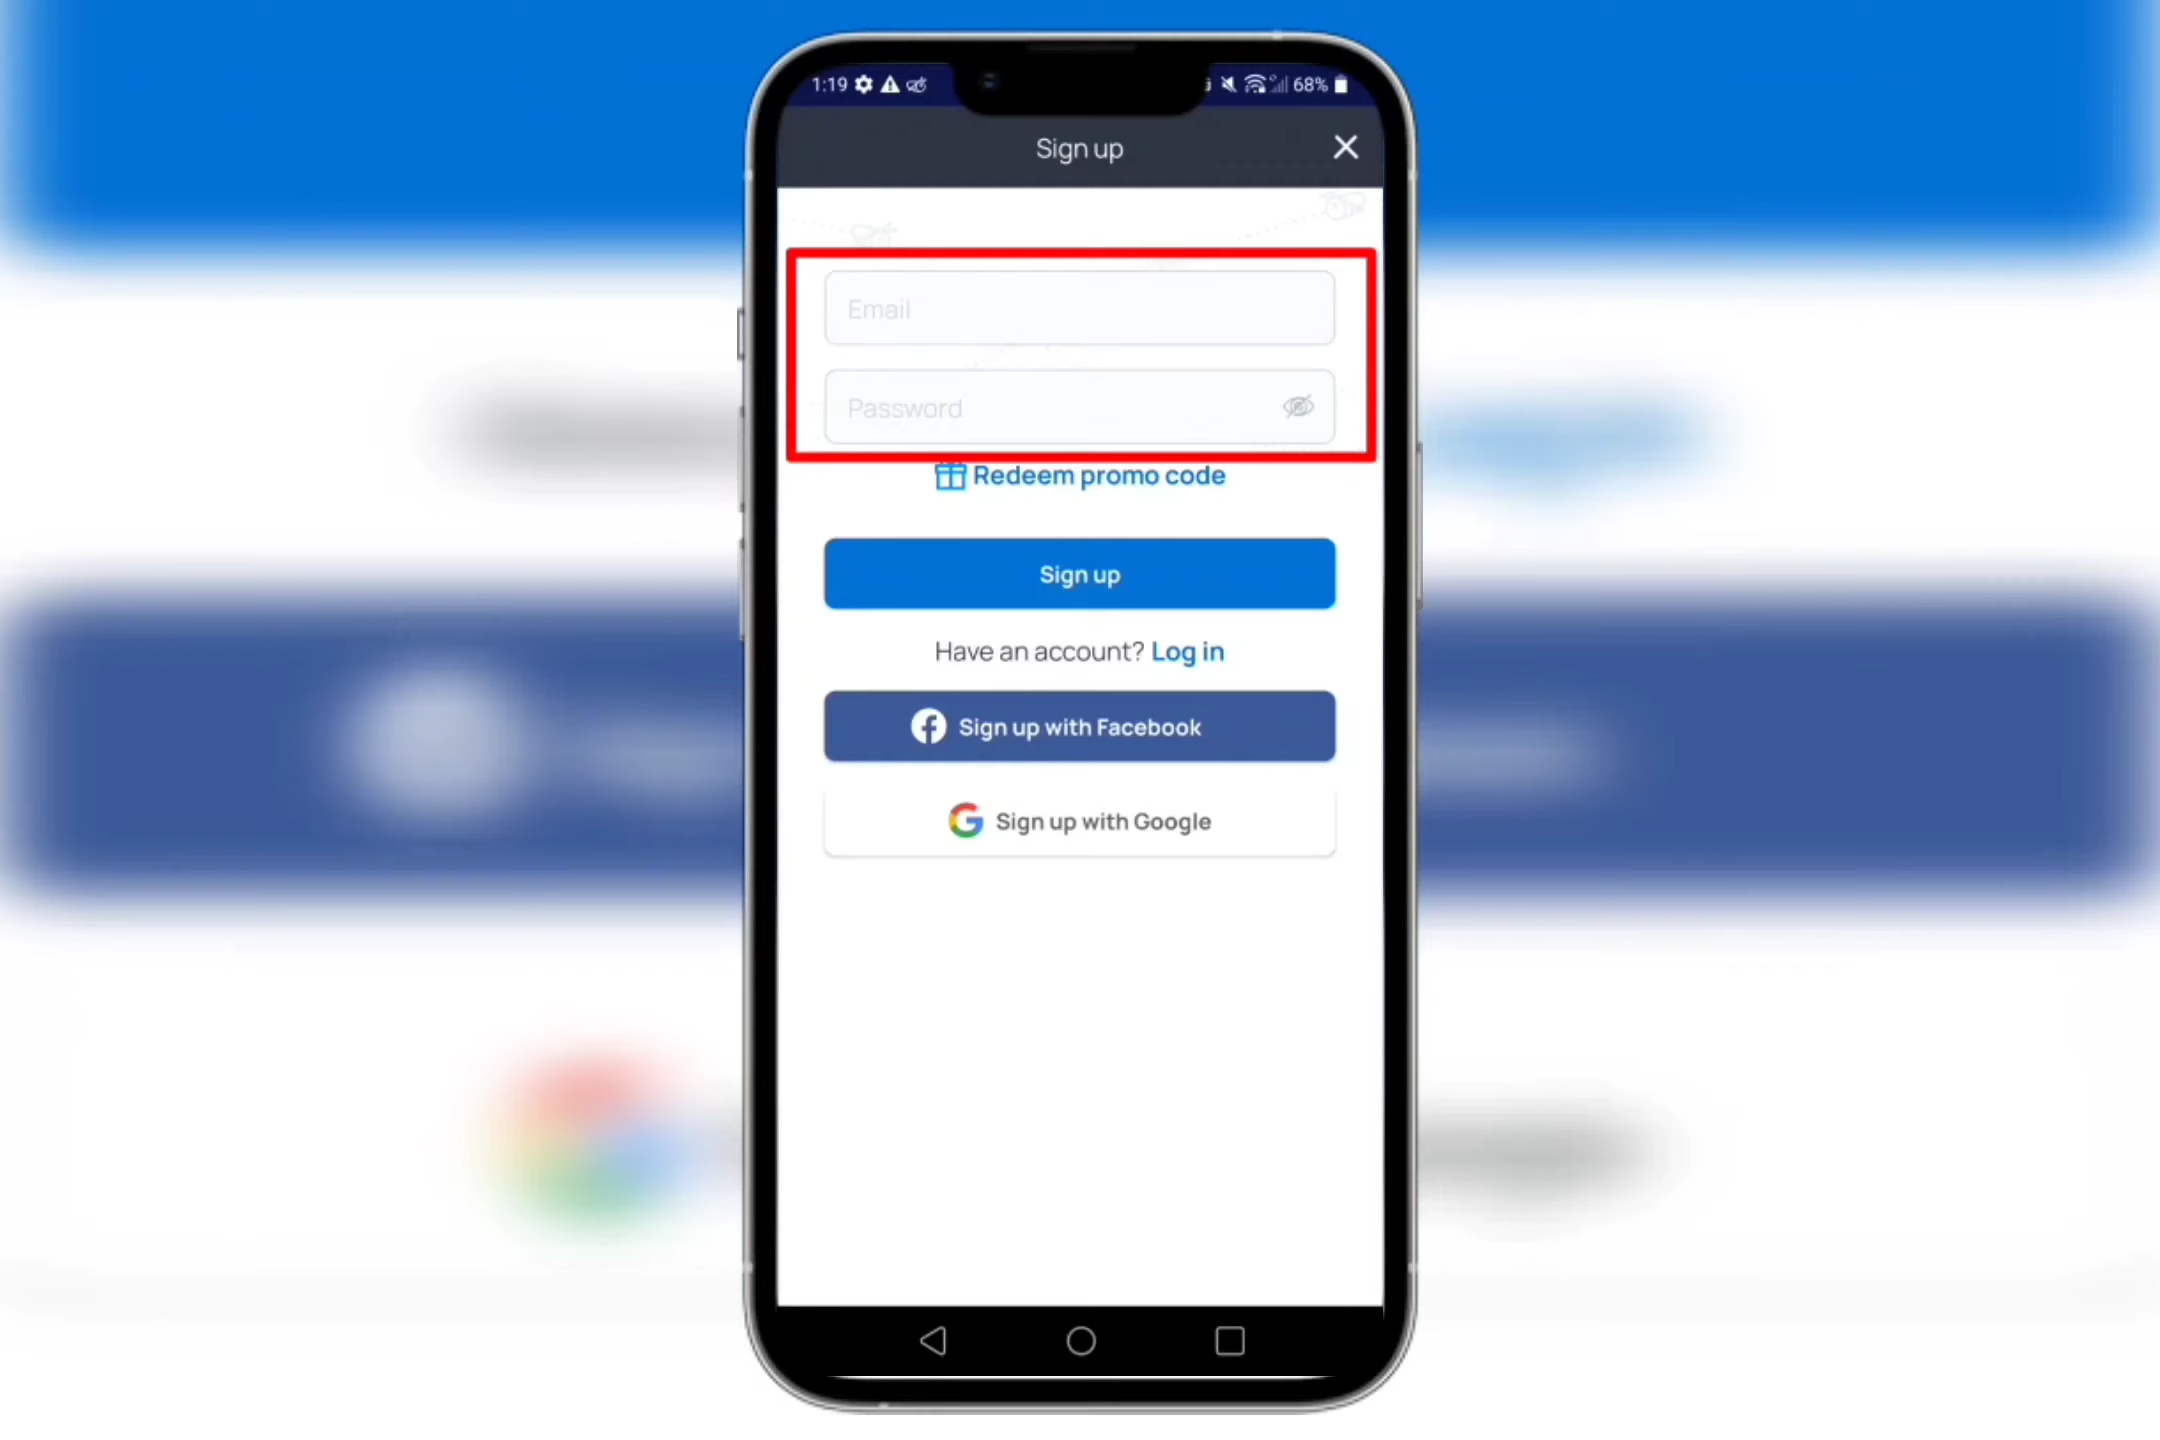 1:19 68%
Sign up
Email
Password
Redeem promo code
Sign up
Have an account? Log in
Sign up with Facebook
Sign up with Google